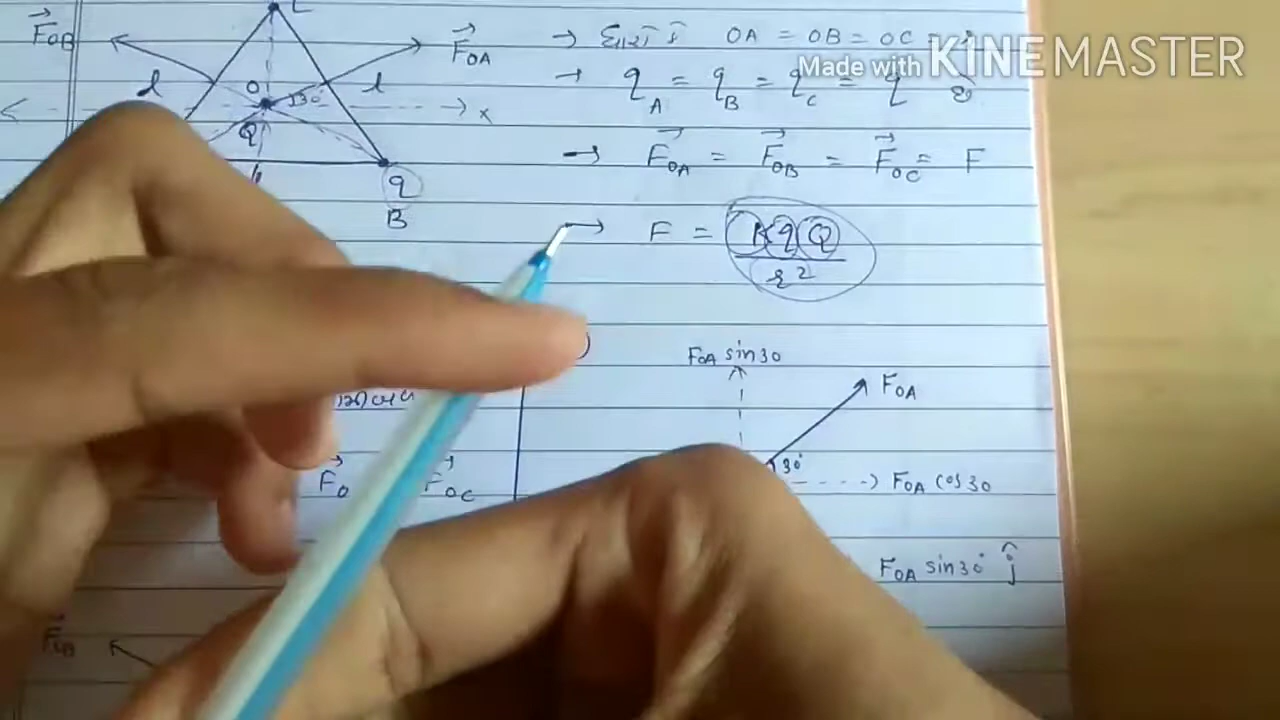 Made with KINEMASTER
F⃗OB
F⃗OA
C
l
l
O
30°
x
Q
q
B
→ ધારો કે OA = OB = OC =
→ qA = qB = qC = q છે
→ F⃗OA = F⃗OB = F⃗OC = F
→ F = KqQ / r²
FOA sin30
FOA
30°
FOA cos30
F⃗O F⃗OC
FOA sin30° ĵ
F⃗OB